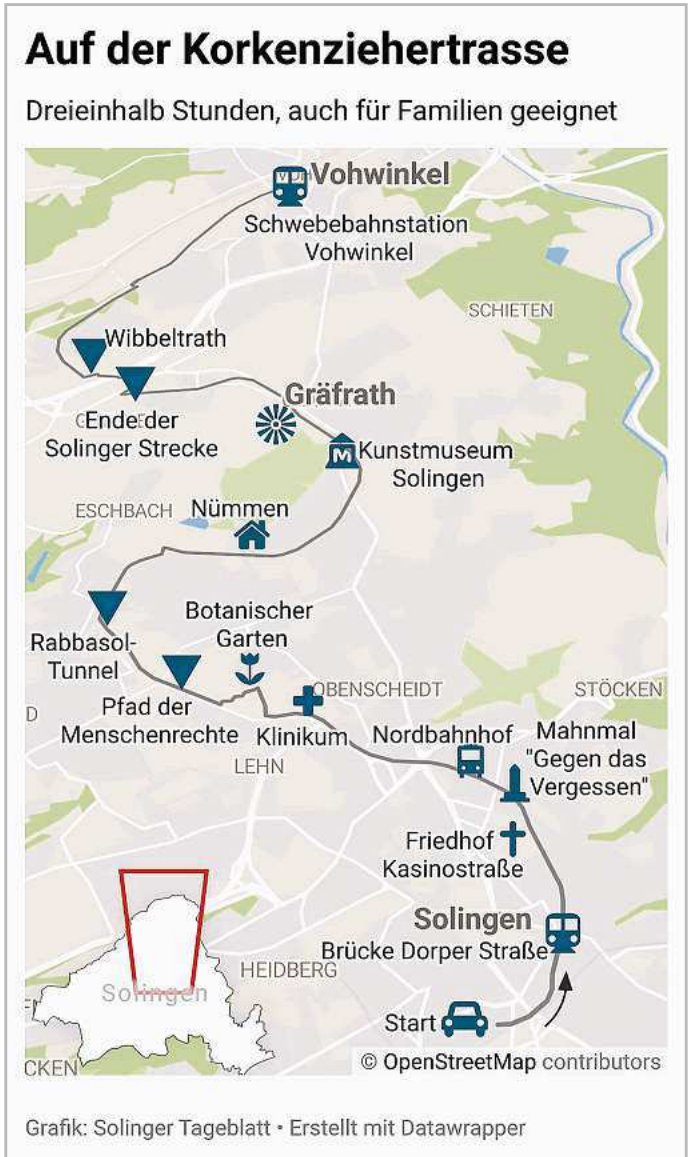 Auf der Korkenziehertrasse
Dreieinhalb Stunden, auch für Familien geeignet
Vohwinkel
Schwebebahnstation
Vohwinkel
SCHIETEN
Wibbeltrath
Gräfrath
Ende der
Solinger Strecke
Kunstmuseum
Solingen
M
ESCHBACH
Nümmen
Botanischer
Garten
Rabbasol-
Tunnel
OBENSCHEIDT
STÖCKEN
Pfad der
Menschenrechte
Klinikum
Nordbahnhof
Mahnmal
"Gegen das
Vergessen"
D
LEHN
Friedhof
Kasinostraße
Solingen
Brücke Dorper Straße
HEIDBERG
Solingen
Start
CKEN
© OpenStreetMap contributors
Grafik: Solinger Tageblatt • Erstellt mit Datawrapper